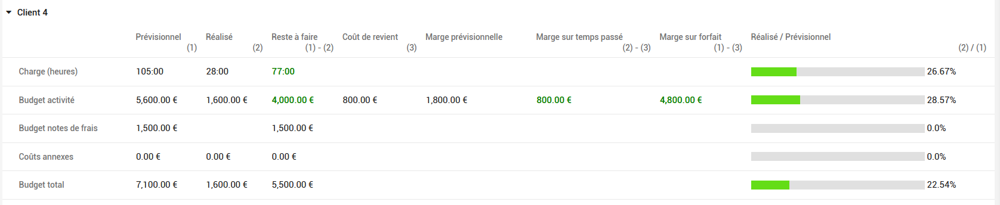 Client 4
Prévisionnel Réalisé Reste à faire Coût de revient Marge prévisionnelle Marge sur temps passé Marge sur forfait Réalisé / Prévisionnel
(1) (2) (1) - (2) (3) (2) - (3) (1) - (3) (2) / (1)
Charge (heures) 105:00 28:00 77:00 26.67%
Budget activité 5,600.00 € 1,600.00 € 4,000.00 € 800.00 € 1,800.00 € 800.00 € 4,800.00 € 28.57%
Budget notes de frais 1,500.00 € 1,500.00 € 0.0%
Coûts annexes 0.00 € 0.00 € 0.00 € 0.0%
Budget total 7,100.00 € 1,600.00 € 5,500.00 € 22.54%